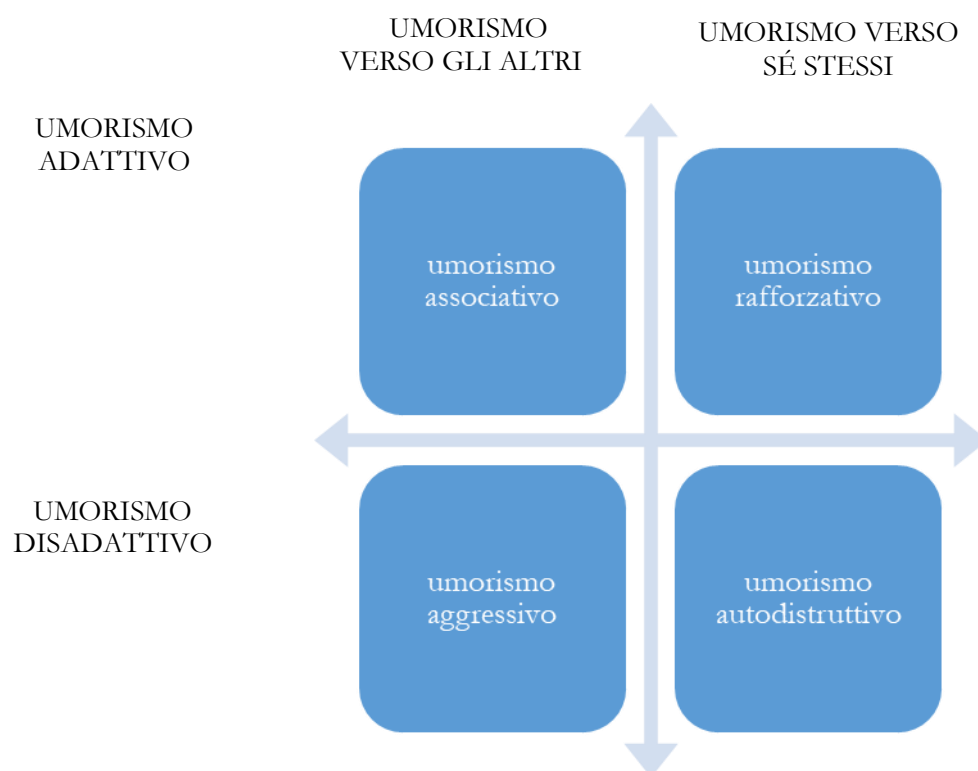 UMORISMO
VERSO GLI ALTRI
UMORISMO VERSO
SÉ STESSI
UMORISMO
ADATTIVO
umorismo
associativo
umorismo
rafforzativo
UMORISMO
DISADATTIVO
umorismo
aggressivo
umorismo
autodistruttivo